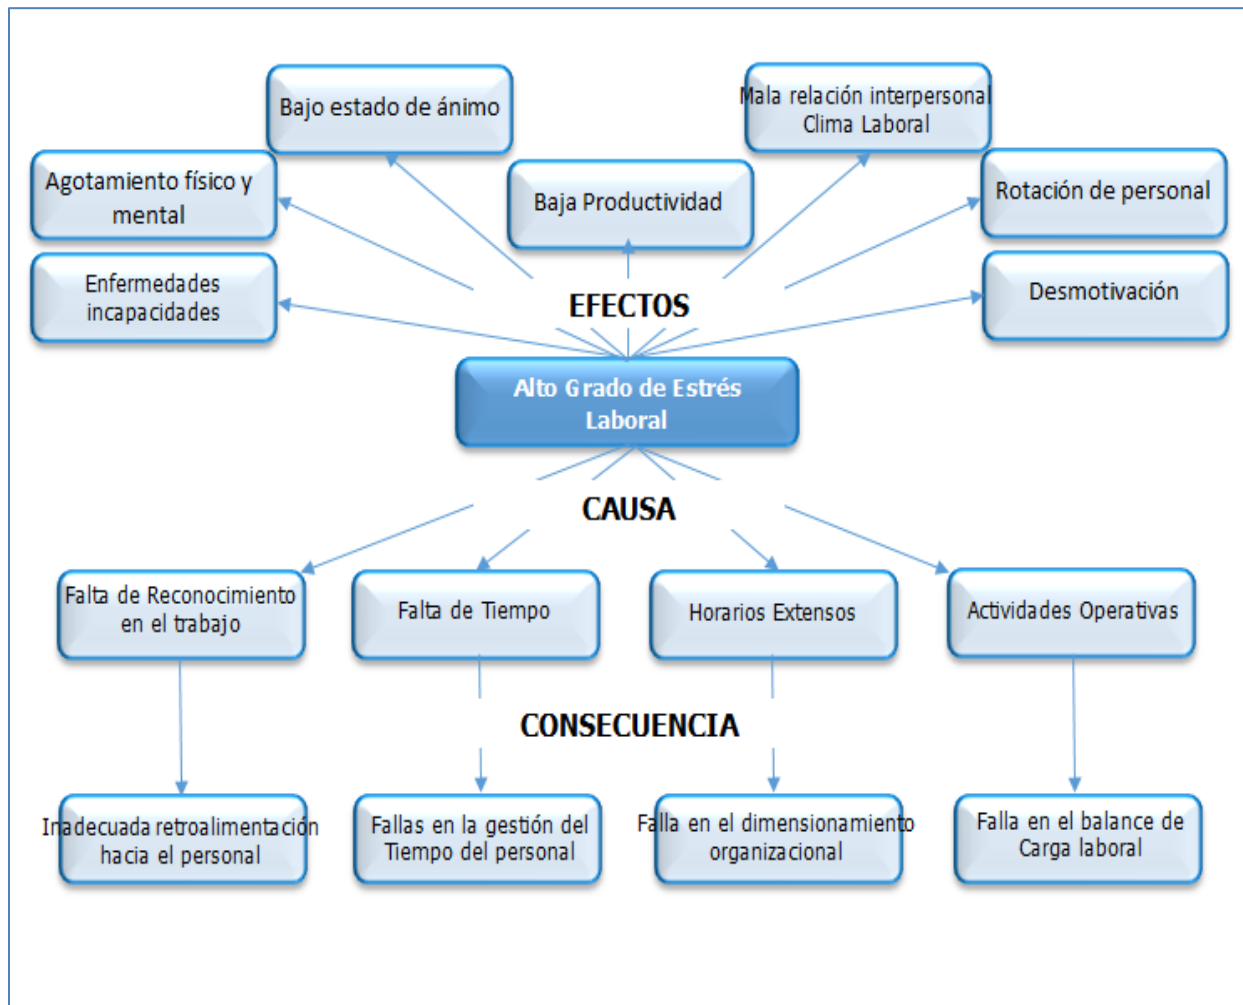 Bajo estado de ánimo
Mala relación interpersonal
Clima Laboral
Agotamiento físico y
mental
Baja Productividad
Rotación de personal
Enfermedades
incapacidades
Desmotivación
EFECTOS
Alto Grado de Estrés
Laboral
CAUSA
Falta de Reconocimiento
en el trabajo
Falta de Tiempo
Horarios Extensos
Actividades Operativas
CONSECUENCIA
Inadecuada retroalimentación
hacia el personal
Fallas en la gestión del
Tiempo del personal
Falla en el dimensionamiento
organizacional
Falla en el balance de
Carga laboral